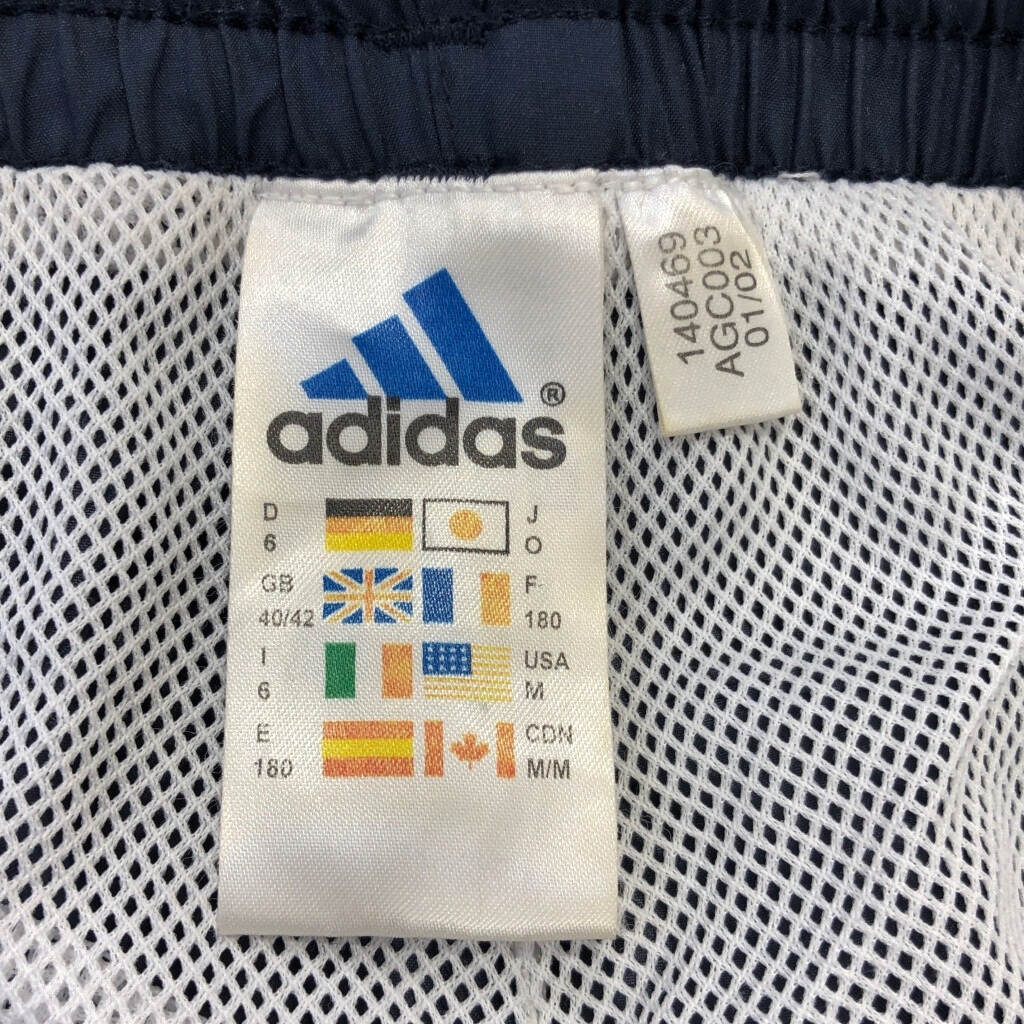 adidas®
D
6
J
O
GB
40/42
F
180
I
6
USA
M
E
180
CDN
M/M
140469
AGC003
01/02